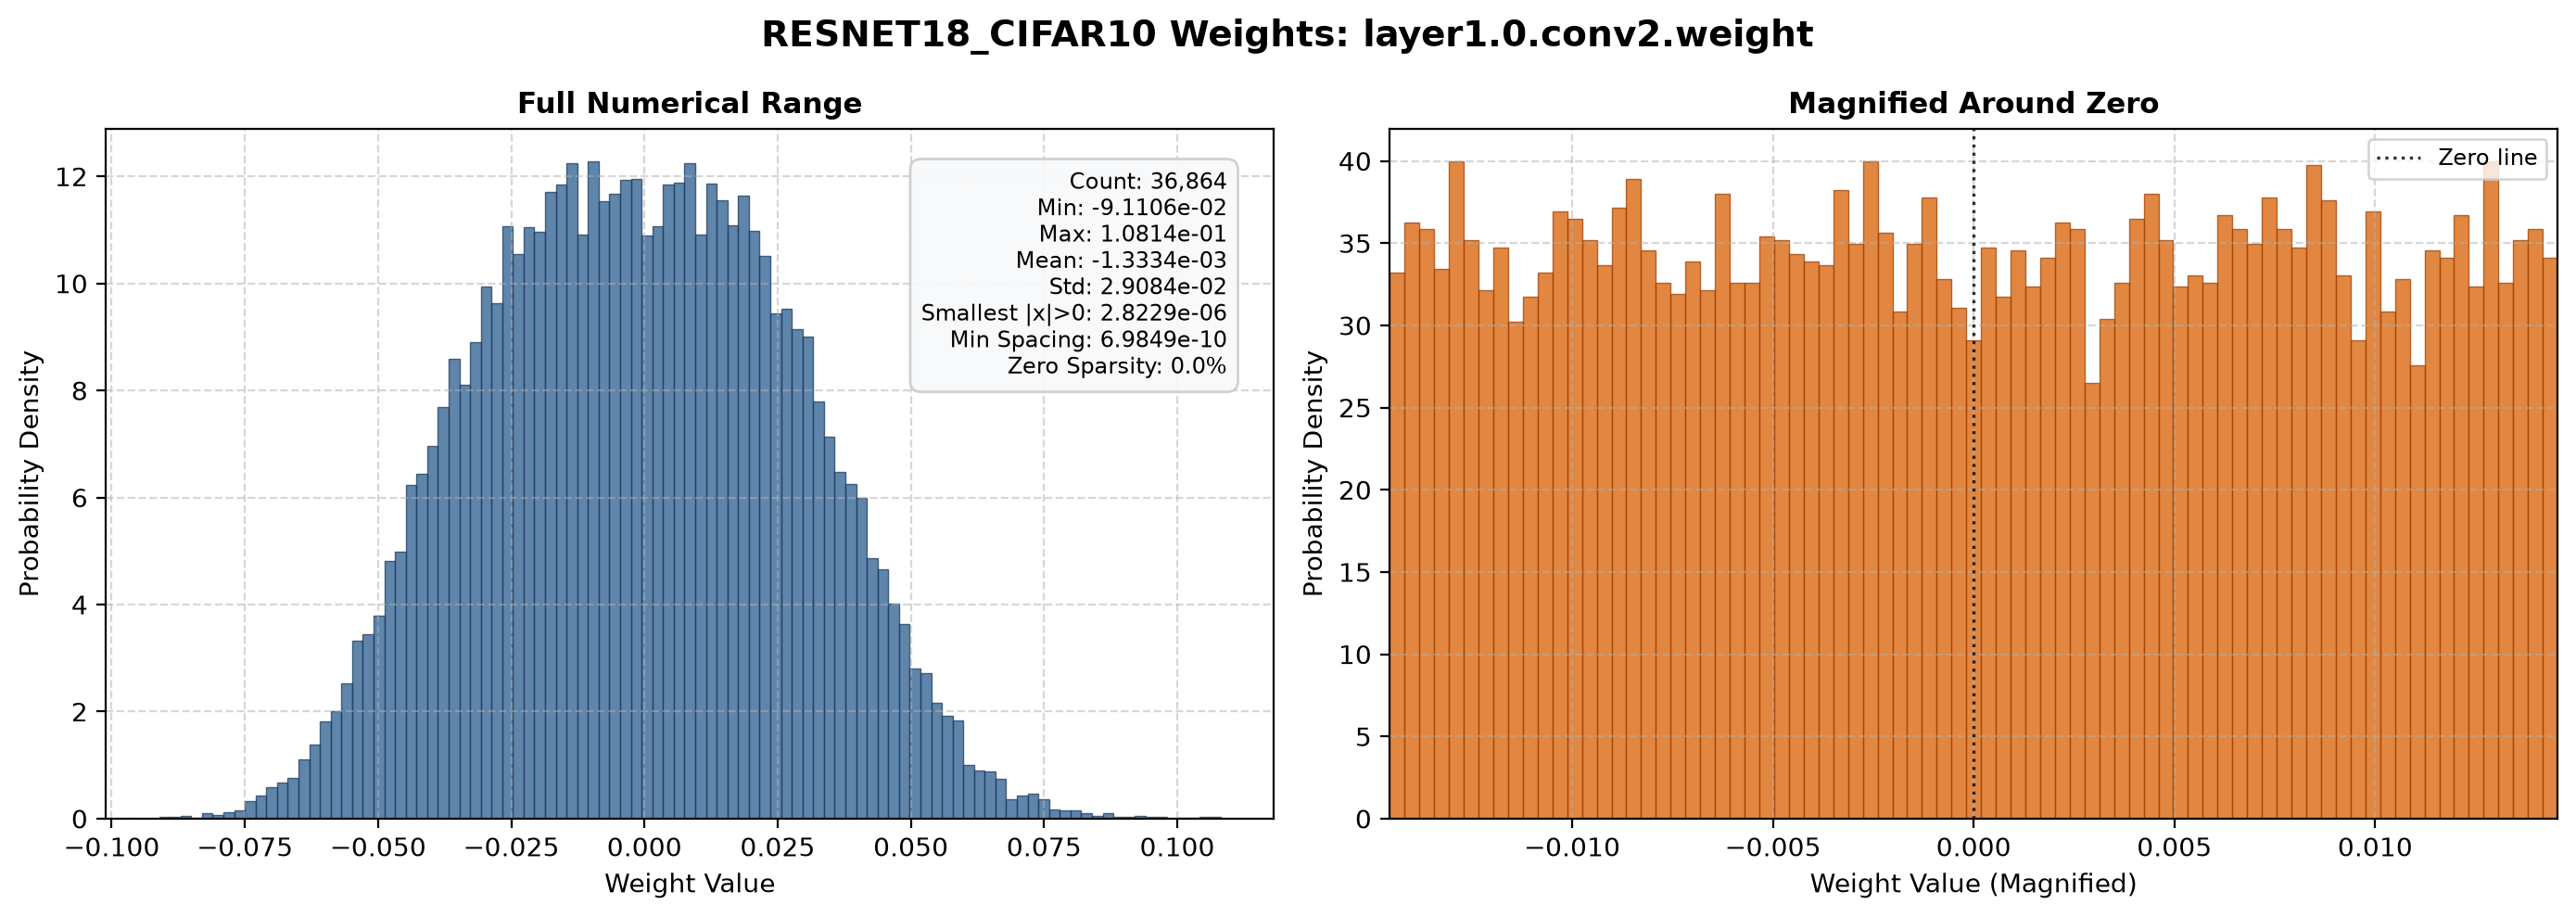 RESNET18_CIFAR10 Weights: layer1.0.conv2.weight
Full Numerical Range
Probability Density
12
10
8
6
4
2
0
−0.100 −0.075 −0.050 −0.025 0.000 0.025 0.050 0.075 0.100
Weight Value
Count: 36,864
Min: -9.1106e-02
Max: 1.0814e-01
Mean: -1.3334e-03
Std: 2.9084e-02
Smallest |x|>0: 2.8229e-06
Min Spacing: 6.9849e-10
Zero Sparsity: 0.0%
Magnified Around Zero
Probability Density
40
35
30
25
20
15
10
5
0
−0.010 −0.005 0.000 0.005 0.010
Weight Value (Magnified)
Zero line